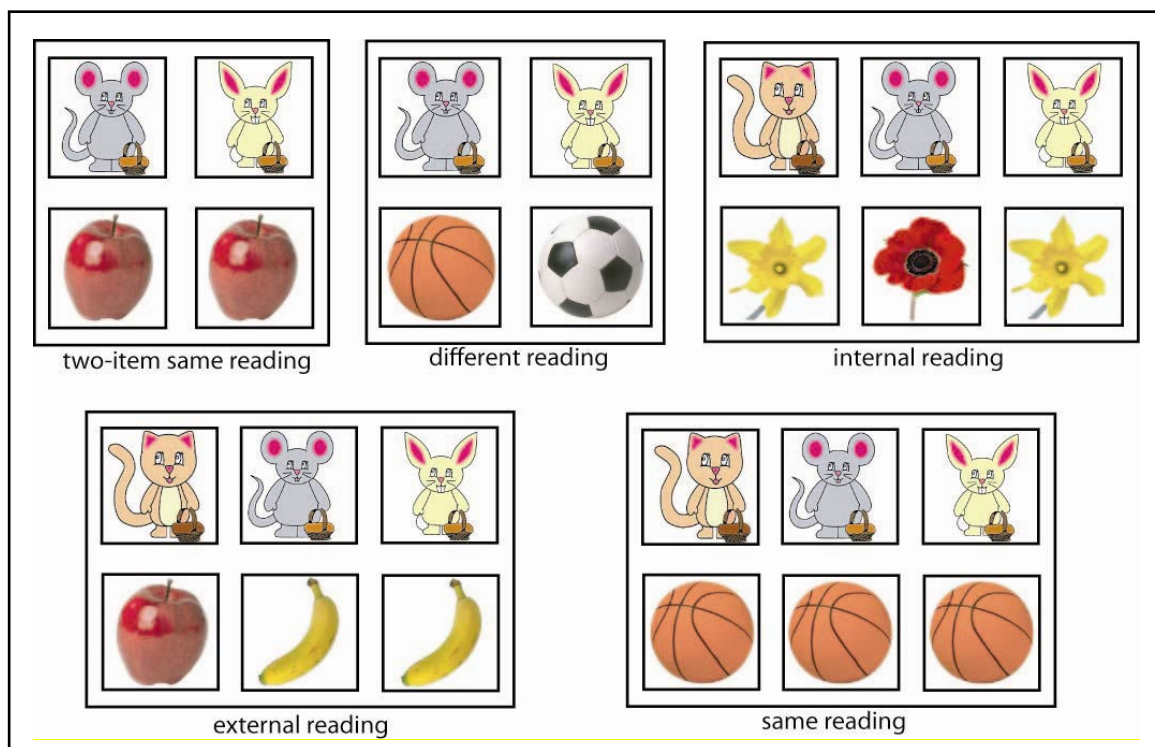 two-item same reading
different reading
internal reading
external reading
same reading